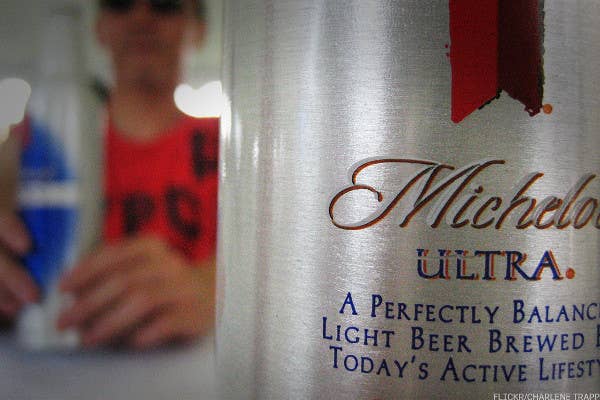 Michelo
ULTRA.
A PERFECTLY BALANC
LIGHT BEER BREWED
TODAY'S ACTIVE LIFESTY
FLICKR/CHARLENE TRAPP